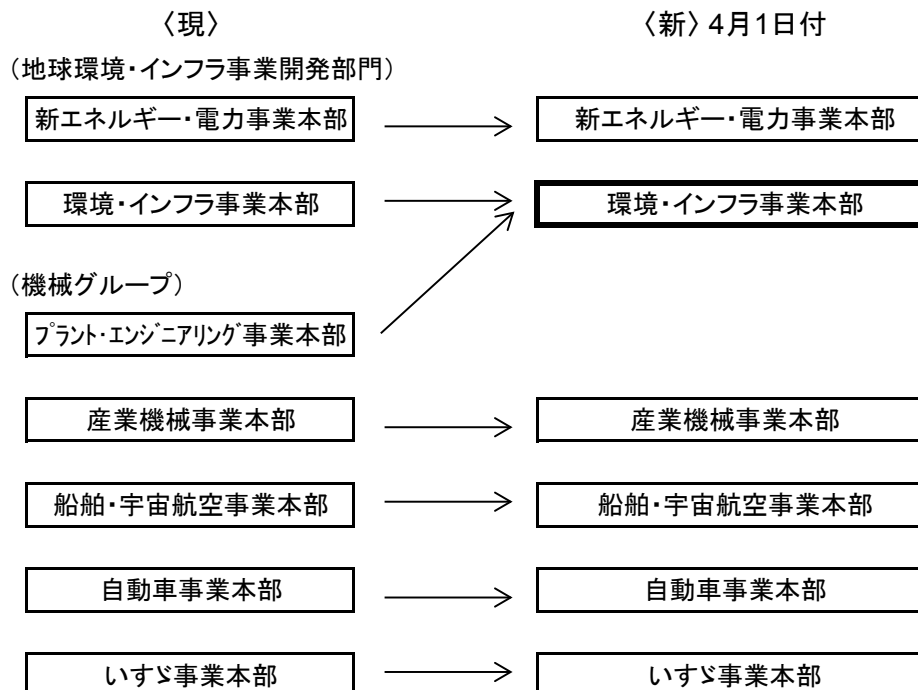 〈現〉 〈新〉 4月1日付
(地球環境・インフラ事業開発部門)
新エネルギー・電力事業本部 新エネルギー・電力事業本部
環境・インフラ事業本部 環境・インフラ事業本部
(機械グループ)
プラント・エンジニアリング事業本部
産業機械事業本部 産業機械事業本部
船舶・宇宙航空事業本部 船舶・宇宙航空事業本部
自動車事業本部 自動車事業本部
いすゞ事業本部 いすゞ事業本部